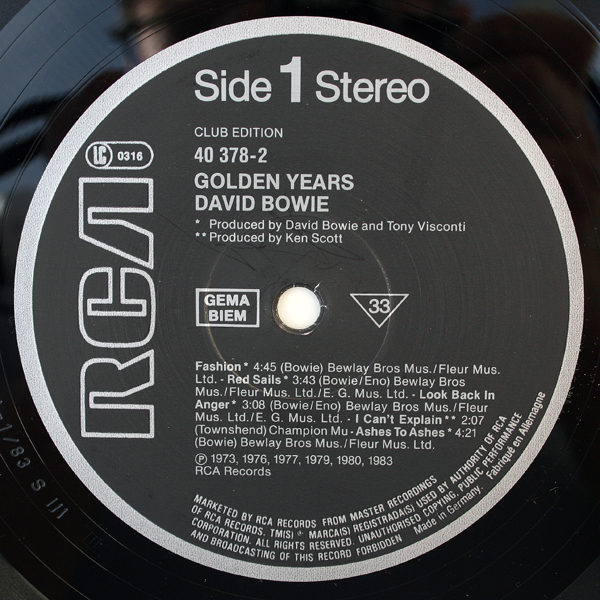 Side 1 Stereo
CLUB EDITION
LC 0316
40 378-2
GOLDEN YEARS
DAVID BOWIE
* Produced by David Bowie and Tony Visconti
** Produced by Ken Scott
RCA
GEMA
BIEM
33
Fashion* 4:45 (Bowie) Bewlay Bros Mus./Fleur Mus.
Ltd. - Red Sails* 3:43 (Bowie/Eno) Bewlay Bros
Mus./Fleur Mus. Ltd./E. G. Mus. Ltd. - Look Back In
Anger* 3:08 (Bowie/Eno) Bewlay Bros Mus./Fleur
Mus. Ltd./E. G. Mus. Ltd. - I Can't Explain** 2:07
(Townshend) Champion Mu - Ashes To Ashes* 4:21
(Bowie) Bewlay Bros Mus./Fleur Mus. Ltd.
Ⓟ 1973, 1976, 1977, 1979, 1980, 1983
RCA Records
MARKETED BY RCA RECORDS FROM MASTER RECORDINGS
OF RCA RECORDS. TM(S) ® MARCA(S) REGISTRADA(S) USED BY AUTHORITY OF RCA
CORPORATION. ALL RIGHTS RESERVED. UNAUTHORISED COPYING, PUBLIC PERFORMANCE
AND BROADCASTING OF THIS RECORD FORBIDDEN Made in Germany. Fabriqué en Allemagne